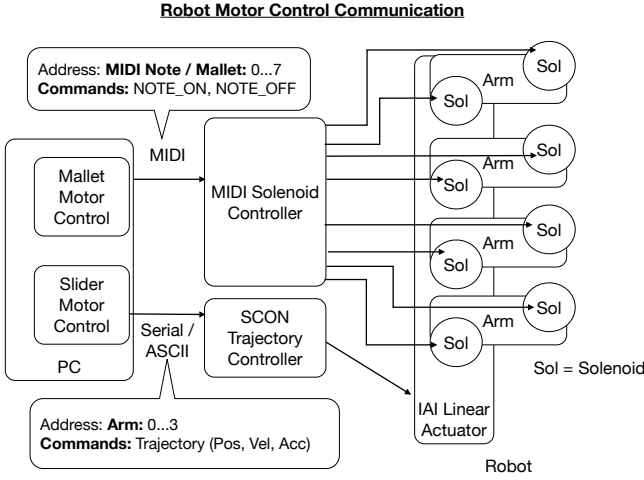 Robot Motor Control Communication
Address: MIDI Note / Mallet: 0...7
Commands: NOTE_ON, NOTE_OFF
Sol
Arm
Sol
MIDI
Mallet
Motor
Control
MIDI Solenoid
Controller
Sol
Arm
Sol
Sol
Arm
Sol
Slider
Motor
Control
Serial /
ASCII
SCON
Trajectory
Controller
Sol
Arm
Sol
PC
Sol = Solenoid
Address: Arm: 0...3
Commands: Trajectory (Pos, Vel, Acc)
IAI Linear
Actuator
Robot